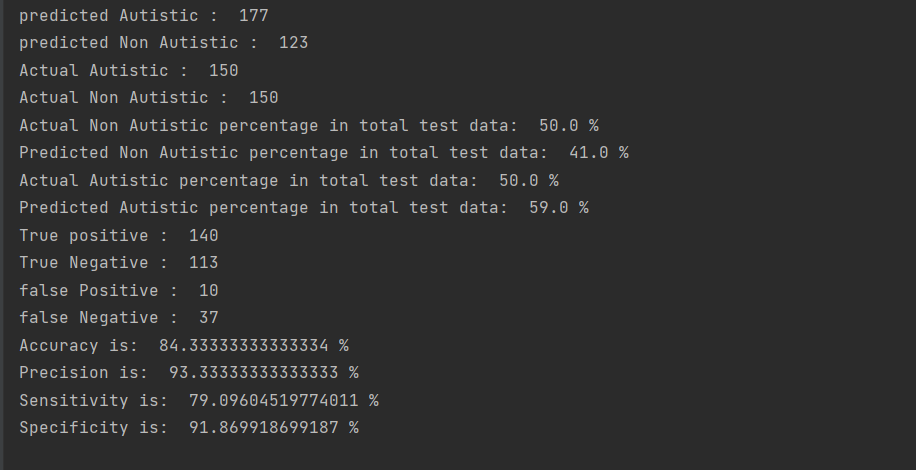 predicted Autistic :  177
predicted Non Autistic :  123
Actual Autistic :  150
Actual Non Autistic :  150
Actual Non Autistic percentage in total test data:  50.0 %
Predicted Non Autistic percentage in total test data:  41.0 %
Actual Autistic percentage in total test data:  50.0 %
Predicted Autistic percentage in total test data:  59.0 %
True positive :  140
True Negative :  113
false Positive :  10
false Negative :  37
Accuracy is:  84.33333333333334 %
Precision is:  93.33333333333333 %
Sensitivity is:  79.09604519774011 %
Specificity is:  91.869918699187 %